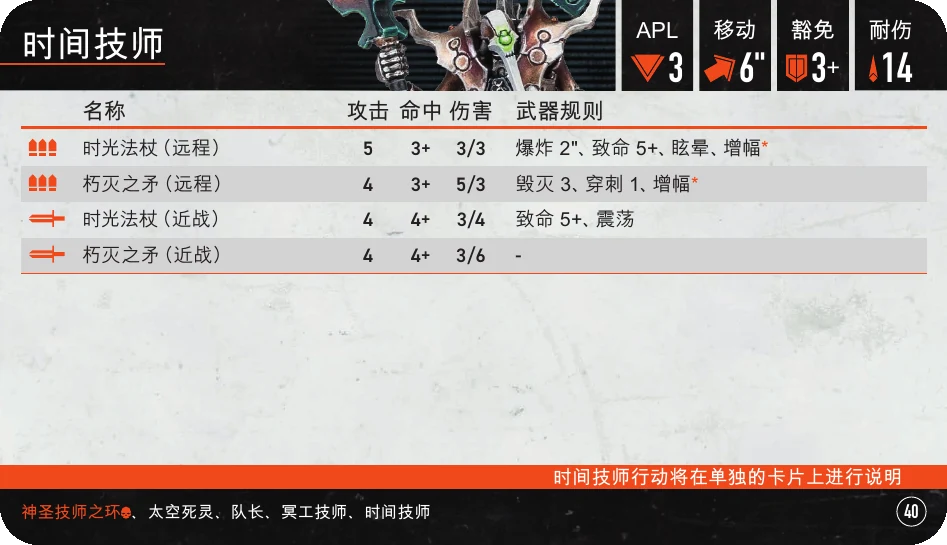 时间技师
APL 移动 豁免 耐伤
3 6" 3+ 14
名称 攻击 命中 伤害 武器规则
时光法杖（远程） 5 3+ 3/3 爆炸 2"、致命 5+、眩晕、增幅*
朽灭之矛（远程） 4 3+ 5/3 毁灭 3、穿刺 1、增幅*
时光法杖（近战） 4 4+ 3/4 致命 5+、震荡
朽灭之矛（近战） 4 4+ 3/6 -
时间技师行动将在单独的卡片上进行说明
神圣技师之环、太空死灵、队长、冥工技师、时间技师
40